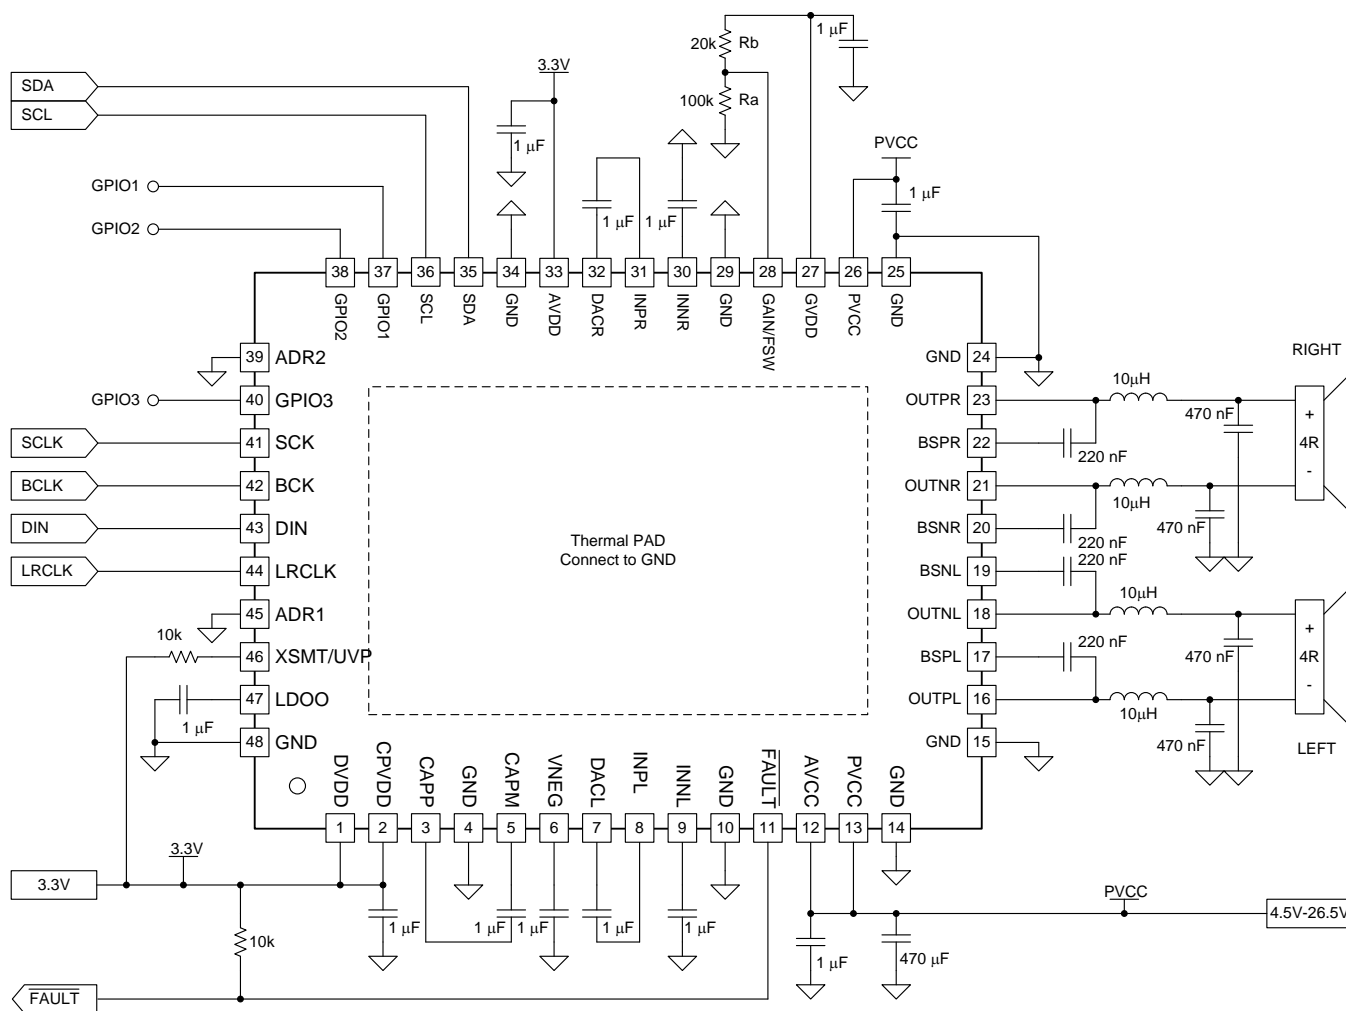 1 µF
20k
Rb
3.3V
SDA
100k
Ra
SCL
1 µF
PVCC
GPIO1
1 µF
1 µF
1 µF
GPIO2
38
37
36
35
34
33
32
31
30
29
28
27
26
25
GPIO2
GPIO1
SCL
SDA
GND
AVDD
DACR
INPR
INNR
GND
GAIN/FSW
GVDD
PVCC
GND
39 ADR2
GND 24
RIGHT
10µH
GPIO3
40 GPIO3
OUTPR 23
470 nF
+
SCLK
41 SCK
BSPR 22
4R
220 nF
-
BCLK
42 BCK
OUTNR 21
10µH
DIN
43 DIN
BSNR 20
470 nF
220 nF
Thermal PAD
Connect to GND
220 nF
LRCLK
44 LRCLK
BSNL 19
10µH
45 ADR1
OUTNL 18
+
10k
220 nF
46 XSMT/UVP
BSPL 17
470 nF
4R
-
47 LDOO
OUTPL 16
10µH
1 µF
48 GND
GND 15
470 nF
LEFT
DVDD
CPVDD
CAPP
GND
CAPM
VNEG
DACL
INPL
INNL
GND
FAULT
AVCC
PVCC
GND
1
2
3
4
5
6
7
8
9
10
11
12
13
14
3.3V
3.3V
PVCC
4.5V-26.5V
1 µF
1 µF
1 µF
1 µF
1 µF
10k
1 µF
470 µF
FAULT